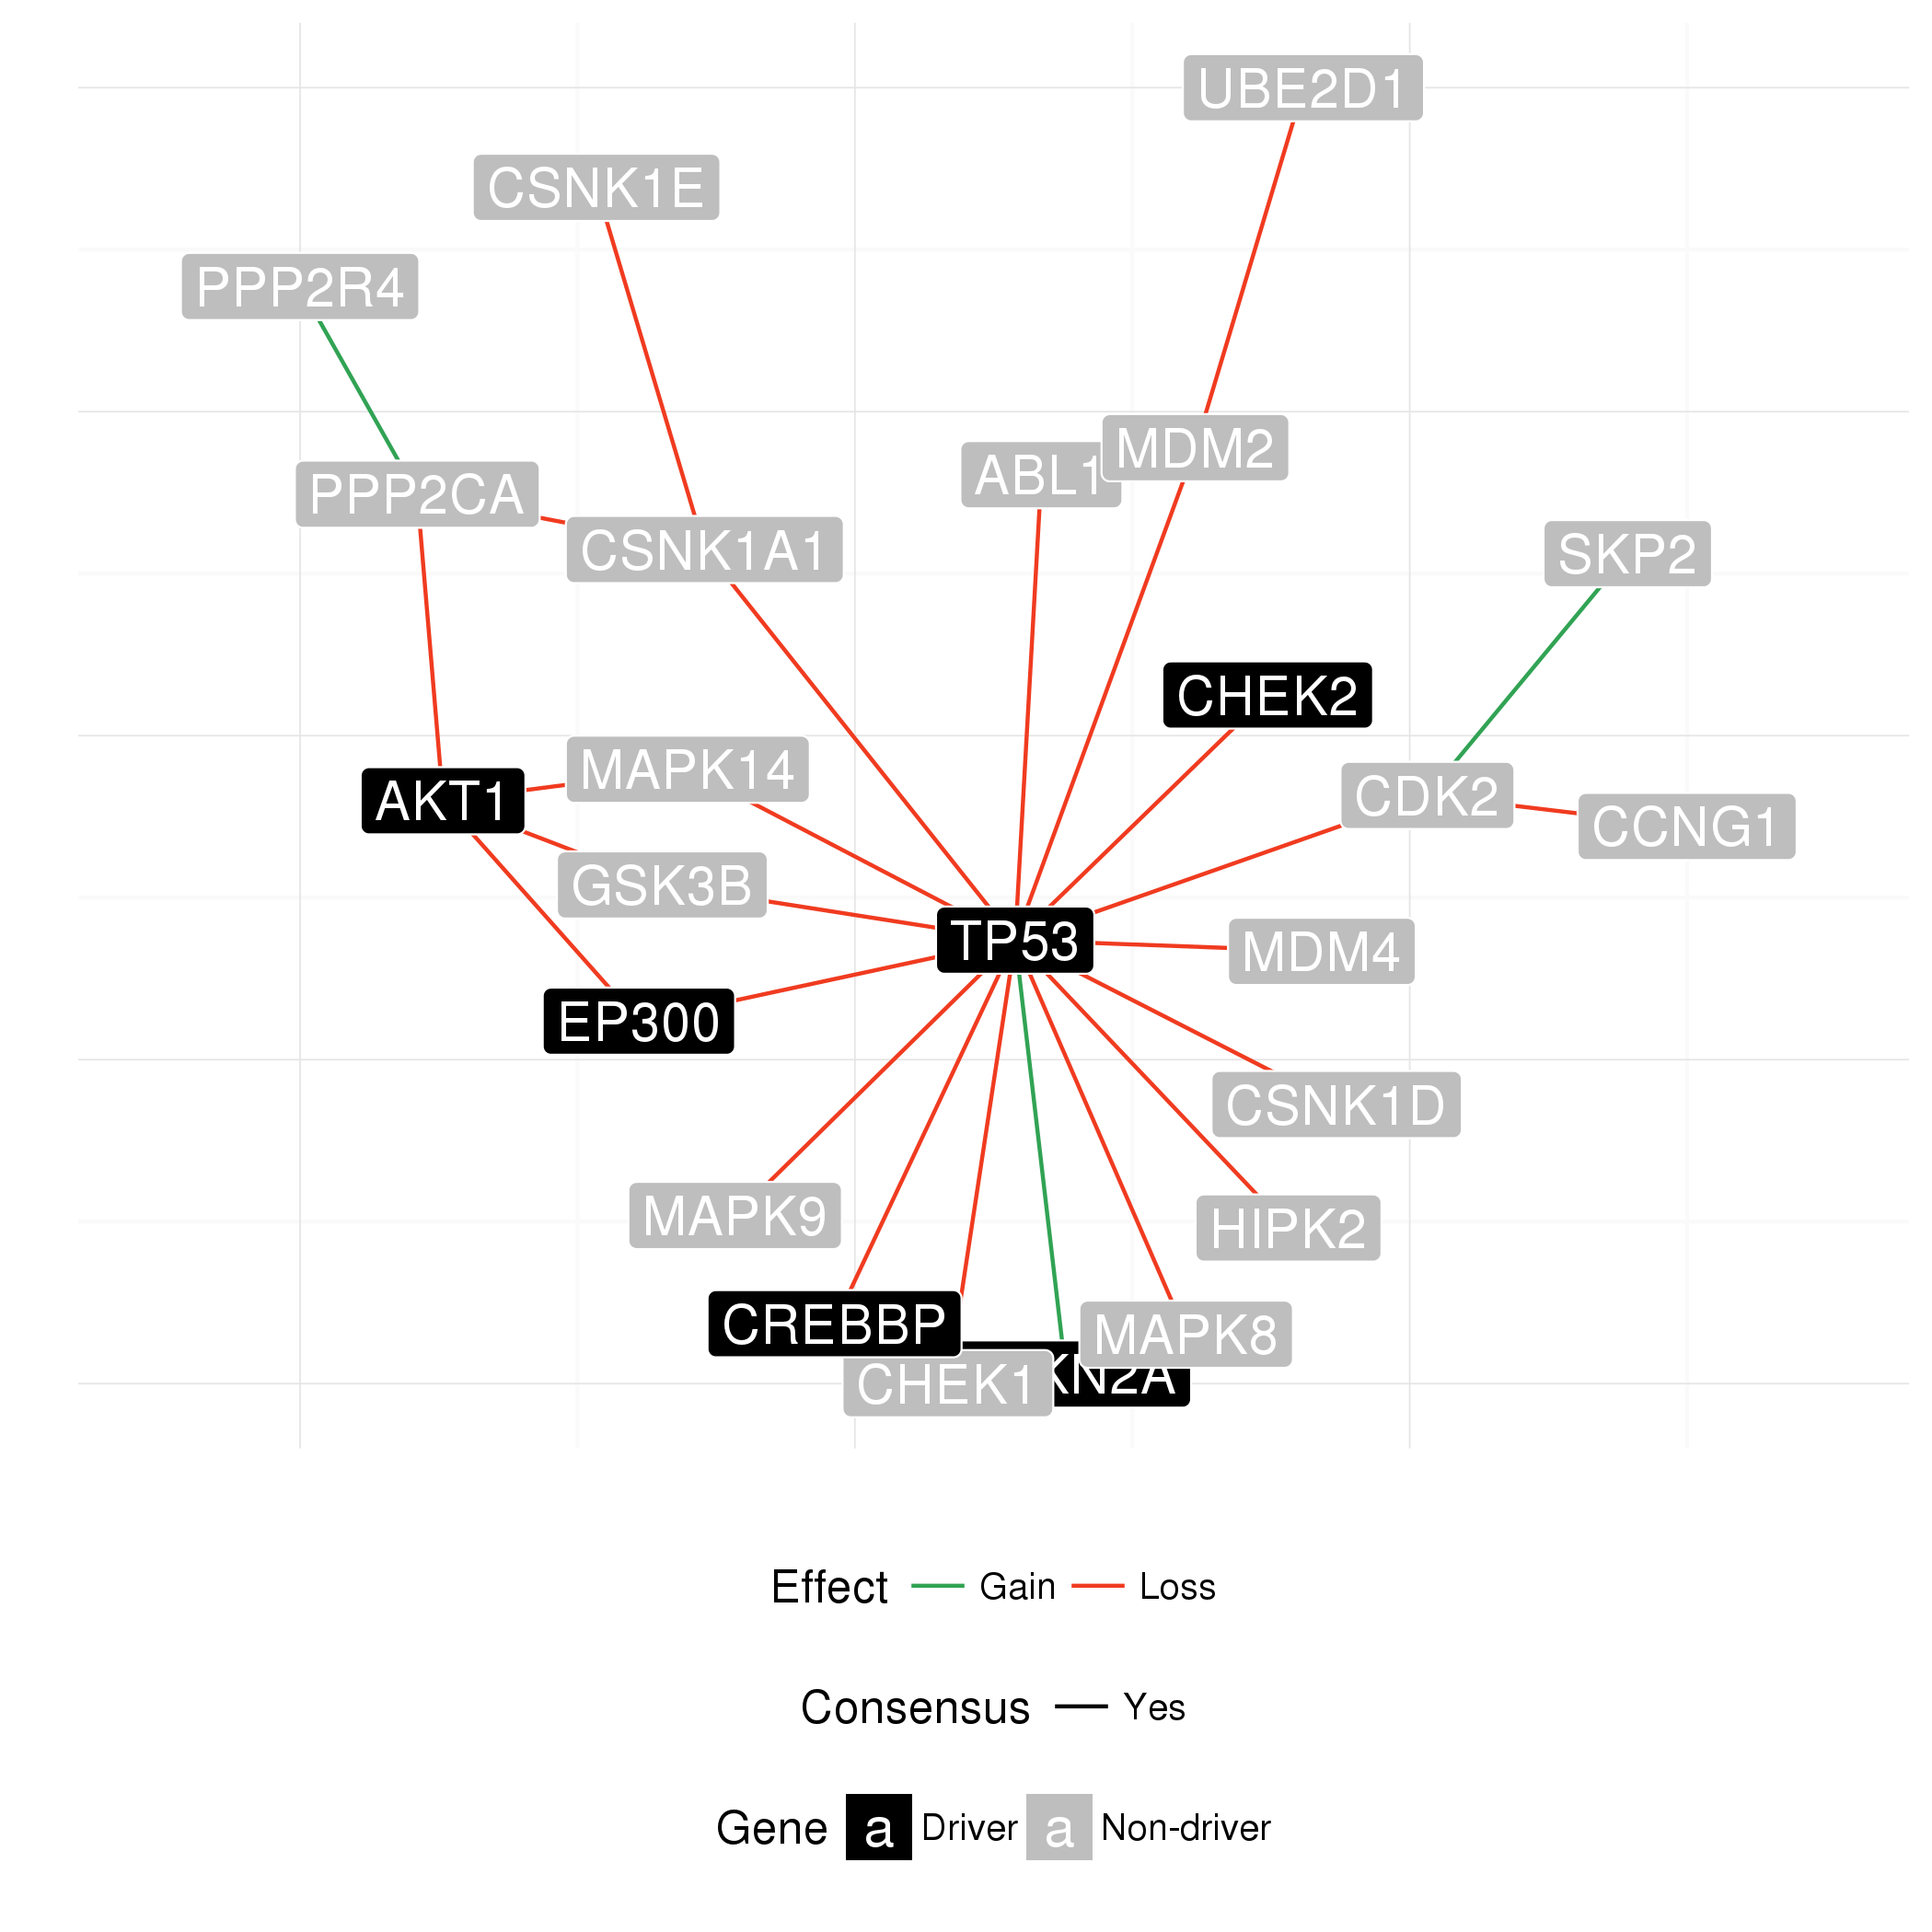 UBE2D1
CSNK1E
PPP2R4
MDM2
ABL1
PPP2CA
CSNK1A1
SKP2
CHEK2
MAPK14
AKT1
CDK2
CCNG1
GSK3B
TP53
MDM4
EP300
CSNK1D
MAPK9
HIPK2
CREBBP
MAPK8
CHEK1
KN2A
Effect Gain Loss
Consensus Yes
Gene a Driver a Non-driver